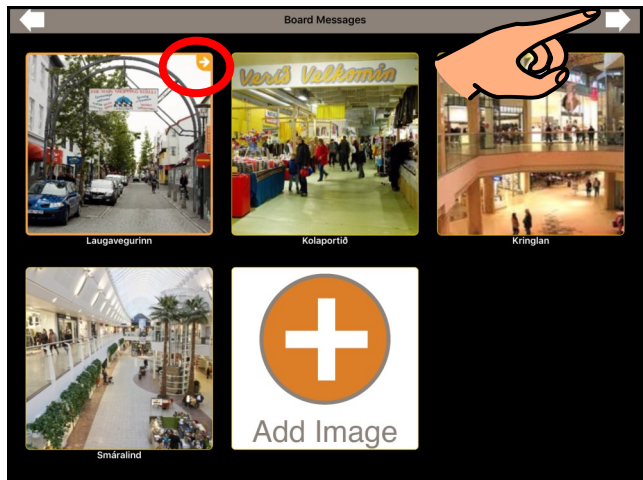 Board Messages
Verið Velkomin
Laugavegurinn
Kolaportið
Kringlan
Smáralind
Add Image